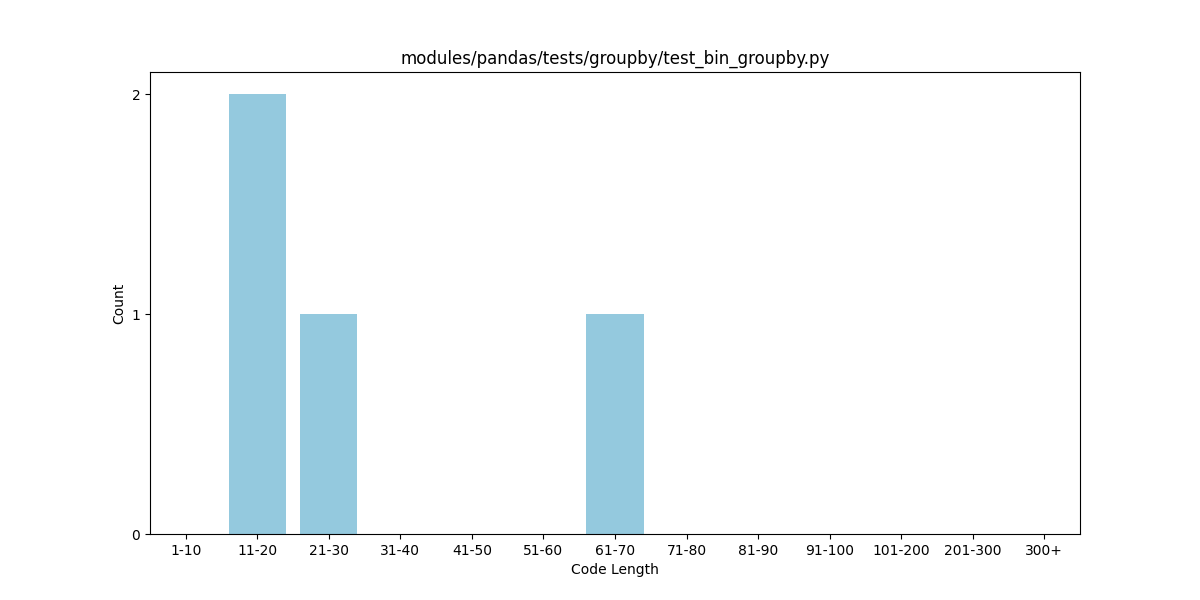 modules/pandas/tests/groupby/test_bin_groupby.py
Count
2
1
0
1-10 11-20 21-30 31-40 41-50 51-60 61-70 71-80 81-90 91-100 101-200 201-300 300+
Code Length